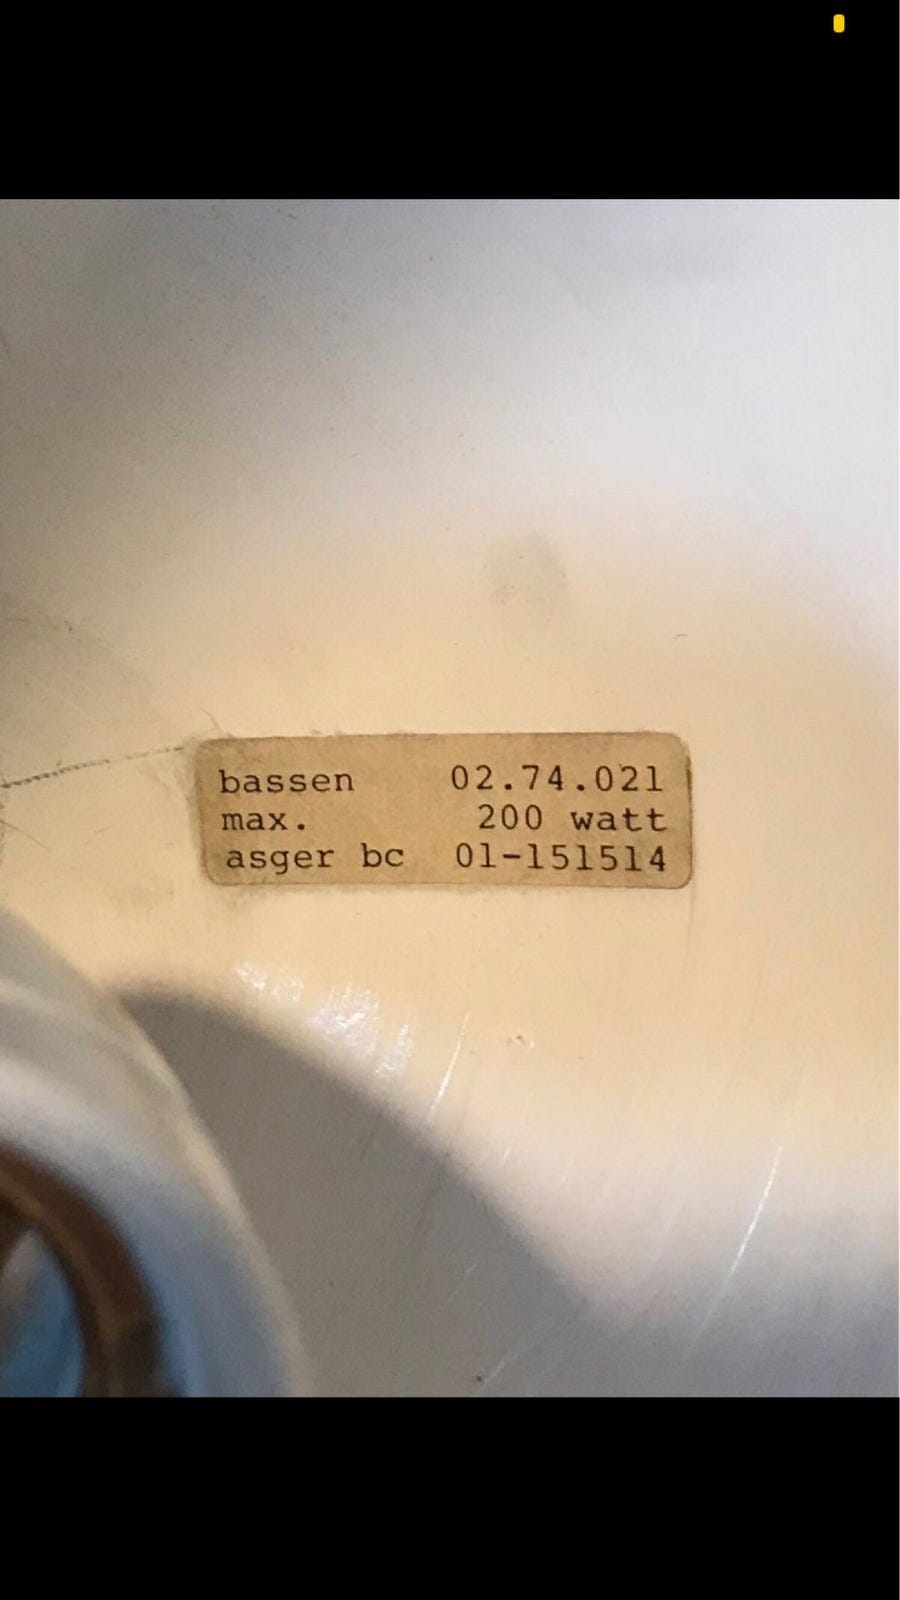 bassen 02.74.021
max. 200 watt
asger bc 01-151514